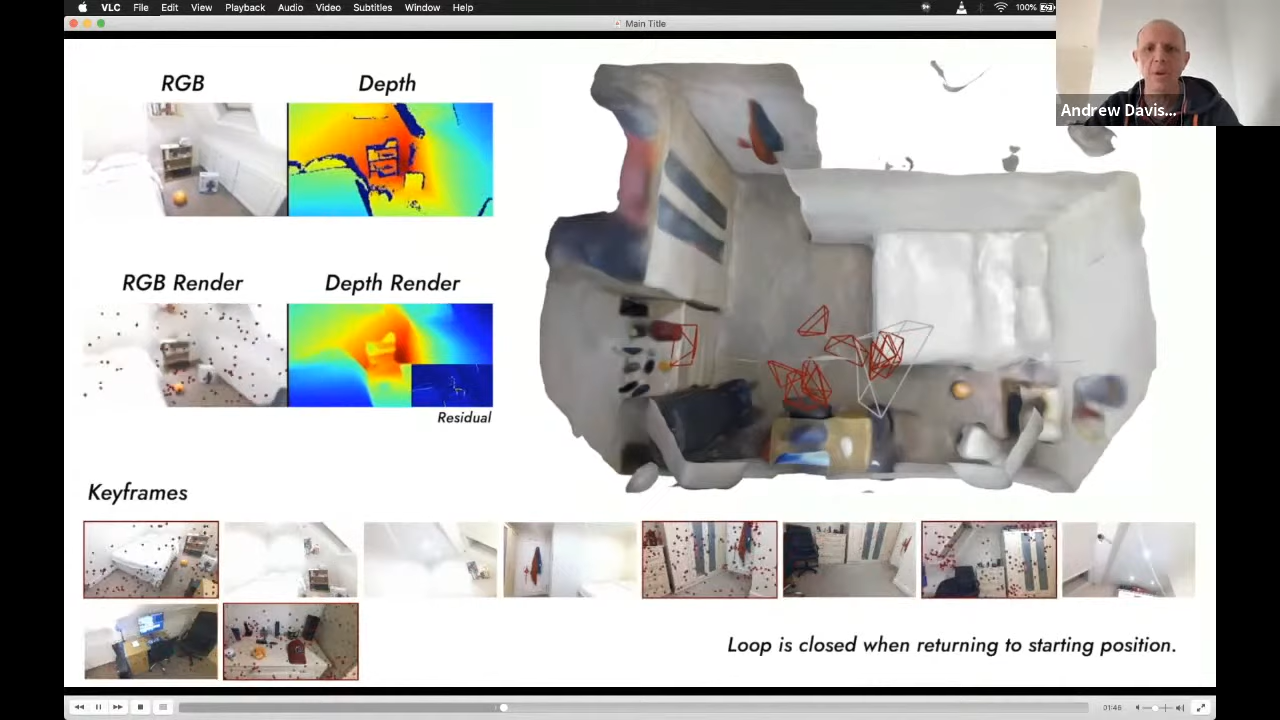 VLC File Edit View Playback Audio Video Subtitles Window Help
100%
Main Title
Andrew Davis...
RGB
Depth
RGB Render
Depth Render
Residual
Keyframes
Loop is closed when returning to starting position.
01:46